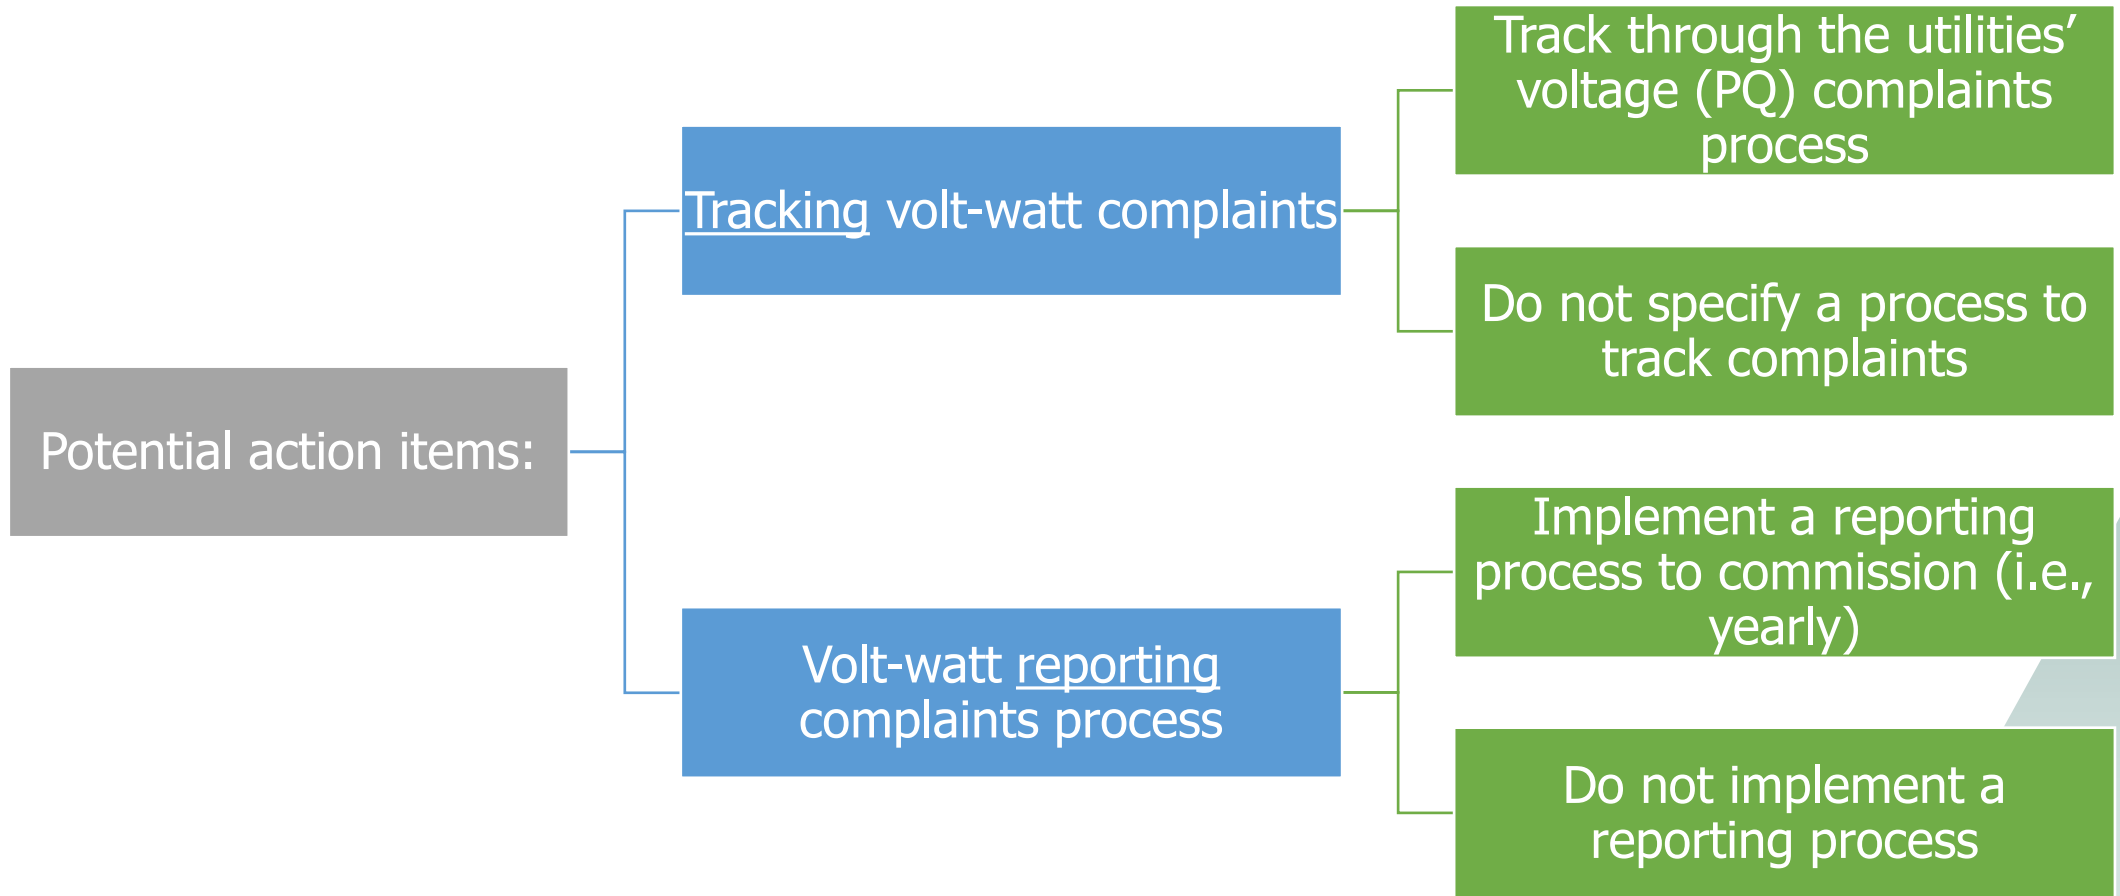 Potential action items:
Tracking volt-watt complaints
Track through the utilities’
voltage (PQ) complaints
process
Do not specify a process to
track complaints
Volt-watt reporting
complaints process
Implement a reporting
process to commission (i.e.,
yearly)
Do not implement a
reporting process